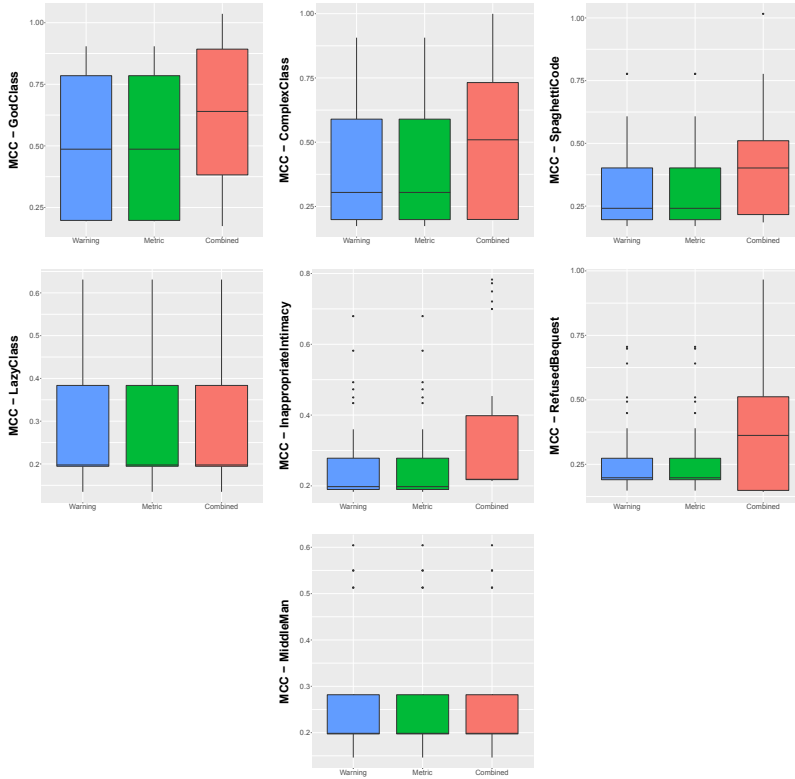 MCC − GodClass
1.00
0.75
0.50
0.25
Warning Metric Combined
MCC − ComplexClass
1.00
0.75
0.50
0.25
Warning Metric Combined
MCC − SpaghettiCode
1.00
0.75
0.50
0.25
Warning Metric Combined
MCC − LazyClass
0.6
0.5
0.4
0.3
0.2
Warning Metric Combined
MCC − InappropriateIntimacy
0.8
0.6
0.4
0.2
Warning Metric Combined
MCC − RefusedBequest
1.00
0.75
0.50
0.25
Warning Metric Combined
MCC − MiddleMan
0.6
0.5
0.4
0.3
0.2
Warning Metric Combined